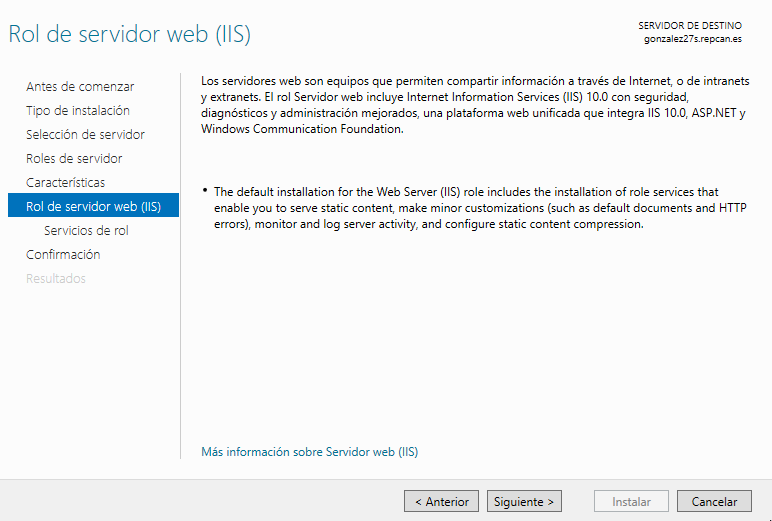 Rol de servidor web (IIS)
SERVIDOR DE DESTINO
gonzalez27s.repcan.es
Antes de comenzar
Tipo de instalación
Selección de servidor
Roles de servidor
Características
Rol de servidor web (IIS)
Servicios de rol
Confirmación
Resultados
Los servidores web son equipos que permiten compartir información a través de Internet, o de intranets
y extranets. El rol Servidor web incluye Internet Information Services (IIS) 10.0 con seguridad,
diagnósticos y administración mejorados, una plataforma web unificada que integra IIS 10.0, ASP.NET y
Windows Communication Foundation.
• The default installation for the Web Server (IIS) role includes the installation of role services that
enable you to serve static content, make minor customizations (such as default documents and HTTP
errors), monitor and log server activity, and configure static content compression.
Más información sobre Servidor web (IIS)
< Anterior
Siguiente >
Instalar
Cancelar